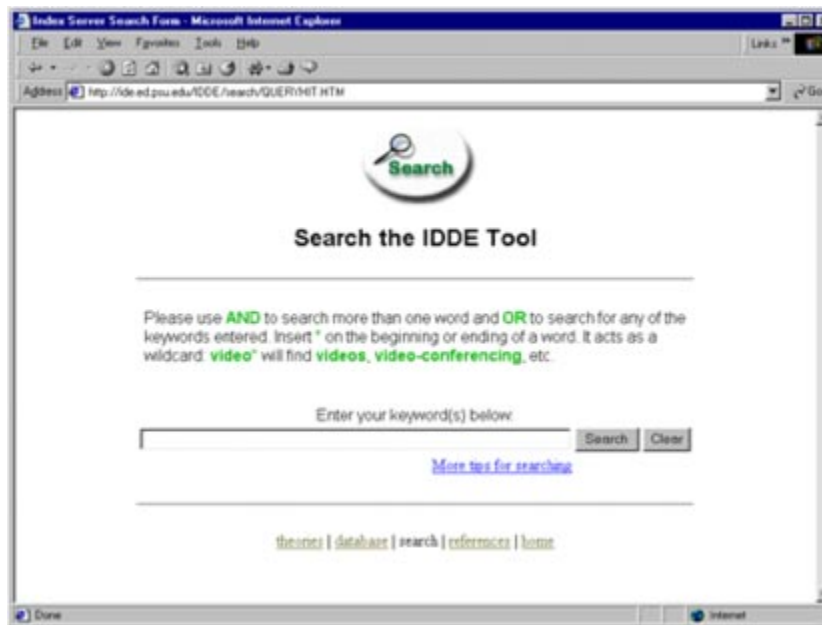 Index Server Search Form - Microsoft Internet Explorer
File Edit View Favorites Tools Help Links »
Address http://ide.ed.psu.edu/IDDE/search/QUERYHIT.HTM Go
Search
Search the IDDE Tool
Please use AND to search more than one word and OR to search for any of the
keywords entered. Insert * on the beginning or ending of a word. It acts as a
wildcard: video* will find videos, video-conferencing, etc.
Enter your keyword(s) below:
Search Clear
More tips for searching
theories | database | search | references | home
Done Internet